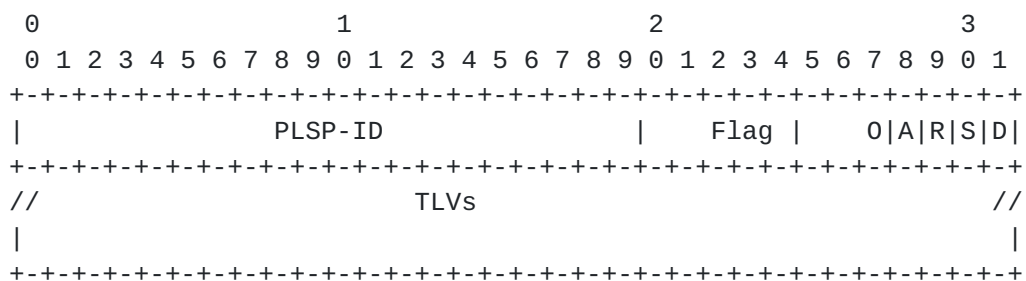 0                   1                   2                   3
 0 1 2 3 4 5 6 7 8 9 0 1 2 3 4 5 6 7 8 9 0 1 2 3 4 5 6 7 8 9 0 1
+-+-+-+-+-+-+-+-+-+-+-+-+-+-+-+-+-+-+-+-+-+-+-+-+-+-+-+-+-+-+-+-+
|                PLSP-ID                |    Flag |    O|A|R|S|D|
+-+-+-+-+-+-+-+-+-+-+-+-+-+-+-+-+-+-+-+-+-+-+-+-+-+-+-+-+-+-+-+-+
//                        TLVs                                 //
|                                                               |
+-+-+-+-+-+-+-+-+-+-+-+-+-+-+-+-+-+-+-+-+-+-+-+-+-+-+-+-+-+-+-+-+